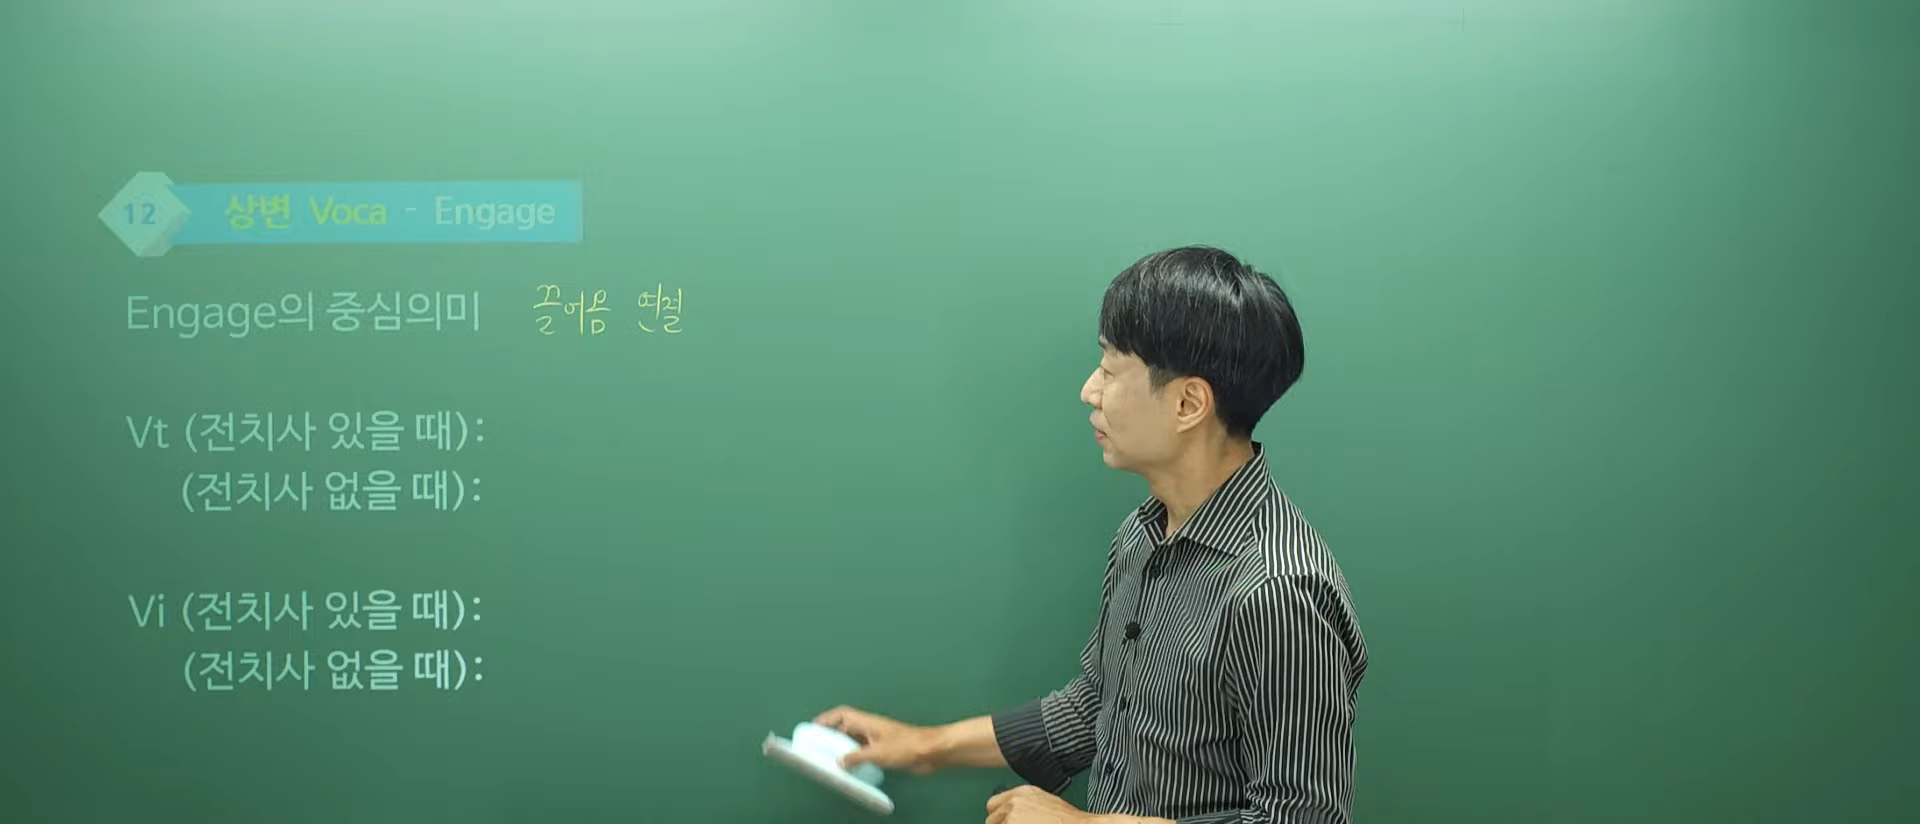 12 상변 Voca - Engage
Engage의 중심의미 끌어옴 연결
Vt (전치사 있을 때):
(전치사 없을 때):
Vi (전치사 있을 때):
(전치사 없을 때):